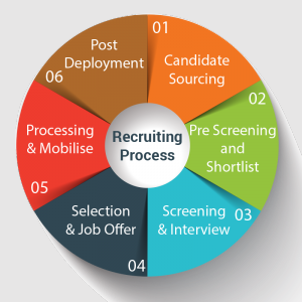 Recruiting
Process
01
Candidate
Sourcing
02
Pre Screening
and
Shortlist
03
Screening
& Interview
04
Selection
& Job Offer
05
Processing
& Mobilise
06
Post
Deployment